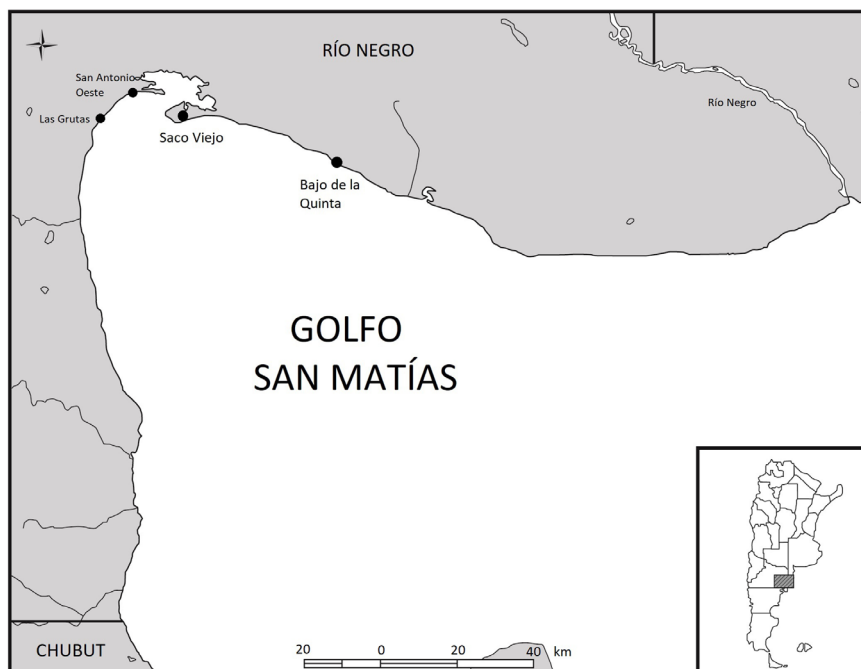 RÍO NEGRO
San Antonio
Oeste
Río Negro
Las Grutas
Saco Viejo
Bajo de la
Quinta
GOLFO
SAN MATÍAS
CHUBUT
20 0 20 40 km